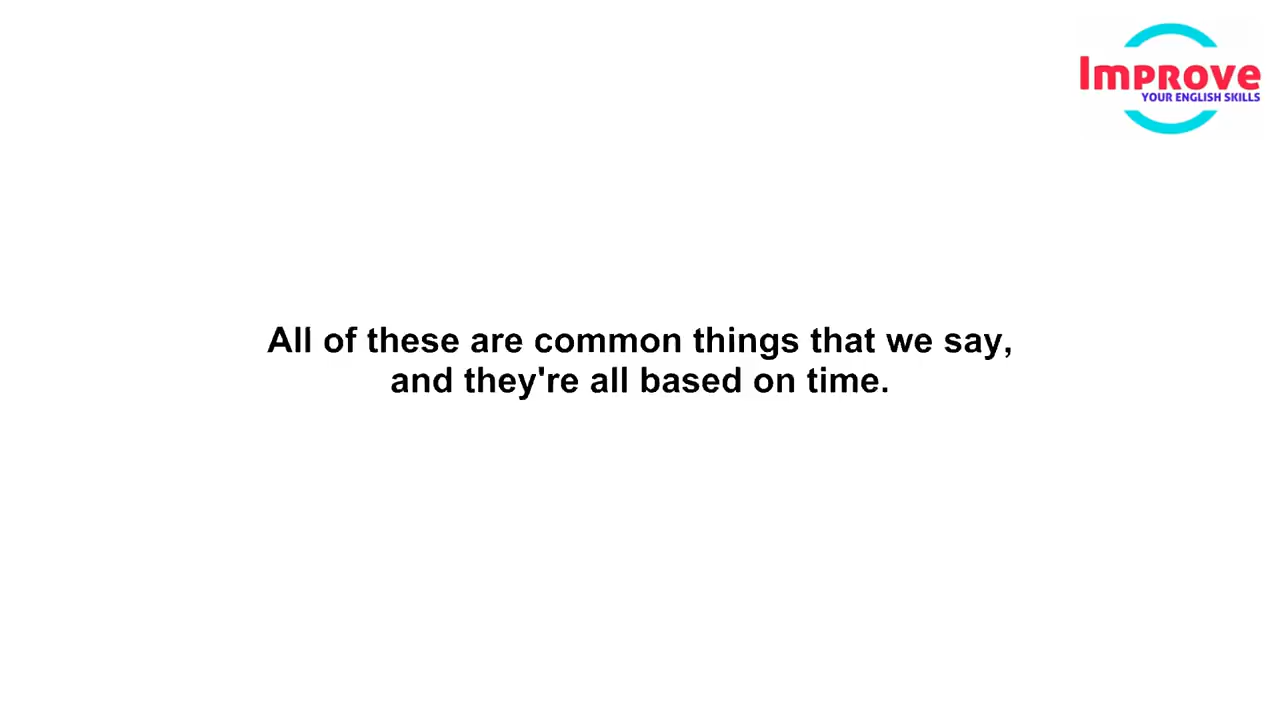 Improve
YOUR ENGLISH SKILLS
All of these are common things that we say,
and they're all based on time.